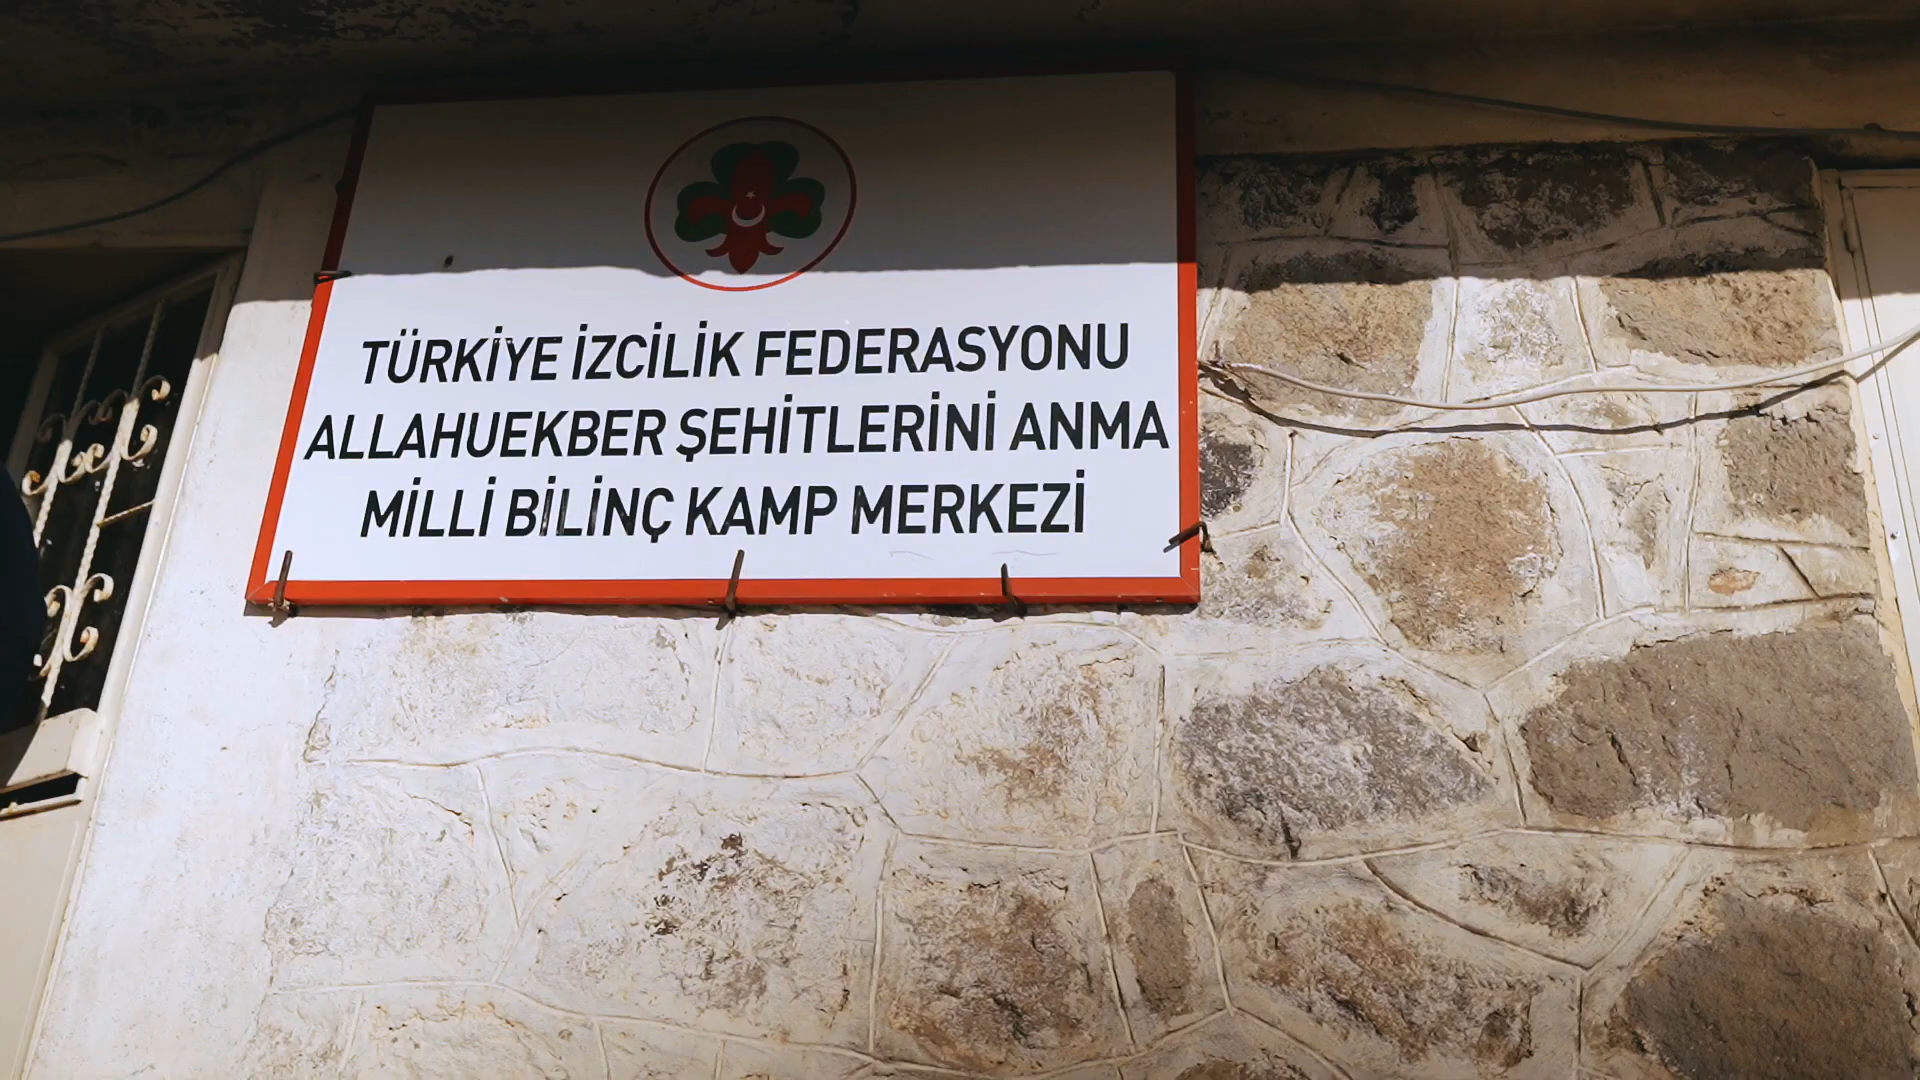 TÜRKİYE İZCİLİK FEDERASYONU
ALLAHUEKBER ŞEHİTLERİNİ ANMA
MİLLİ BİLİNÇ KAMP MERKEZİ